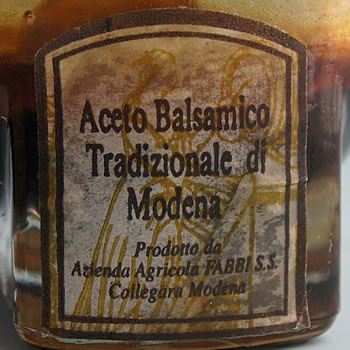 Aceto Balsamico
Tradizionale di
Modena
Prodotto da
Azienda Agricola FABBI S.S.
Collegara Modena